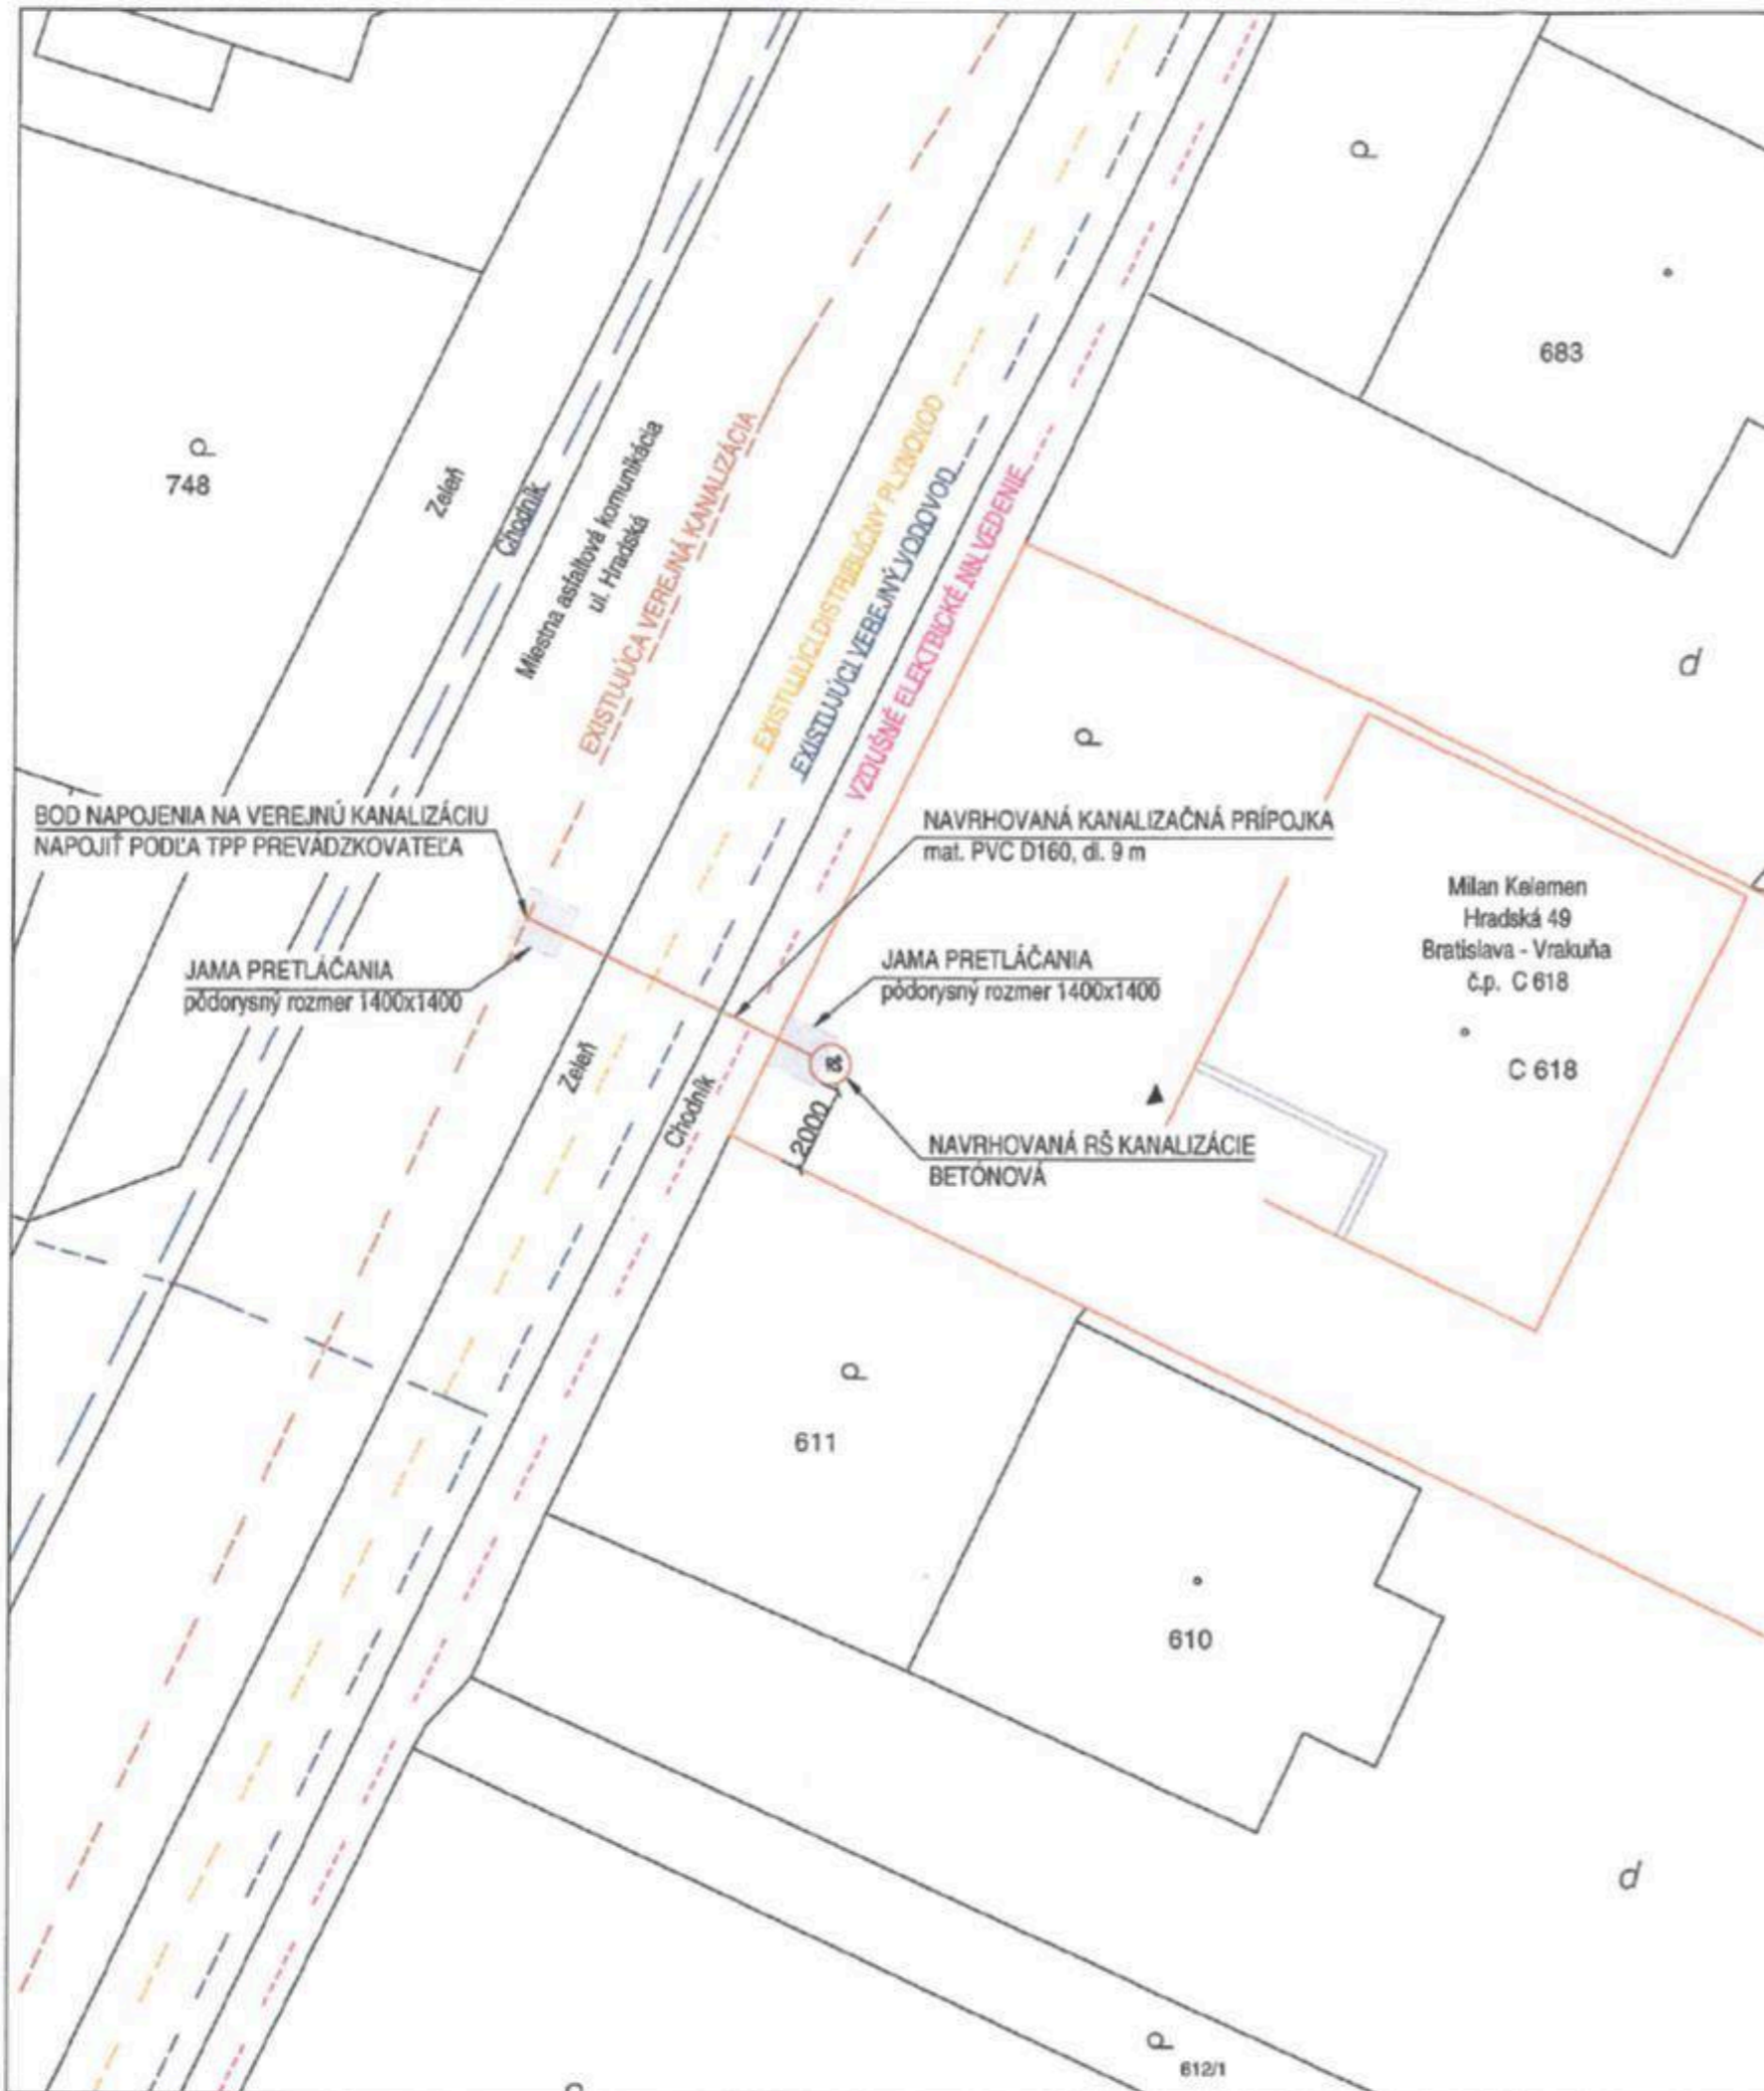 683
748
Zeleň
Chodník
Miestna asfaltová komunikácia
ul. Hradská
EXISTUJÚCA VEREJNÁ KANALIZÁCIA
EXISTUJÚCI DISTRIBUČNÝ PLYNOVOD
EXISTUJÚCI VEREJNÝ VODOVOD
VZDUŠNÉ ELEKTRICKÉ NN VEDENIE
d
BOD NAPOJENIA NA VEREJNÚ KANALIZÁCIU
NAPOJIŤ PODĽA TPP PREVÁDZKOVATEĽA
NAVRHOVANÁ KANALIZAČNÁ PRÍPOJKA
mat. PVC D160, dl. 9 m
Milan Kelemen
Hradská 49
Bratislava - Vrakuňa
č.p. C 618
C 618
JAMA PRETLÁČANIA
pôdorysný rozmer 1400x1400
JAMA PRETLÁČANIA
pôdorysný rozmer 1400x1400
Zeleň
Chodník
2000
NAVRHOVANÁ RŠ KANALIZÁCIE
BETÓNOVÁ
611
610
d
612/1